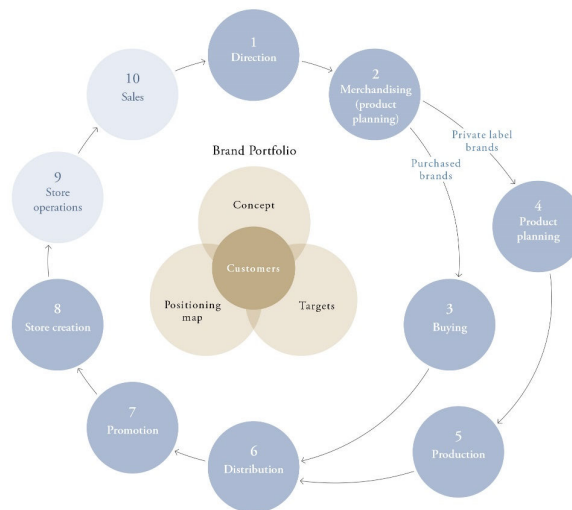 1
Direction
2
Merchandising
(product
planning)
Private label
brands
Purchased
brands
3
Buying
4
Product
planning
5
Production
6
Distribution
7
Promotion
8
Store creation
9
Store
operations
10
Sales
Brand Portfolio
Concept
Customers
Positioning
map
Targets